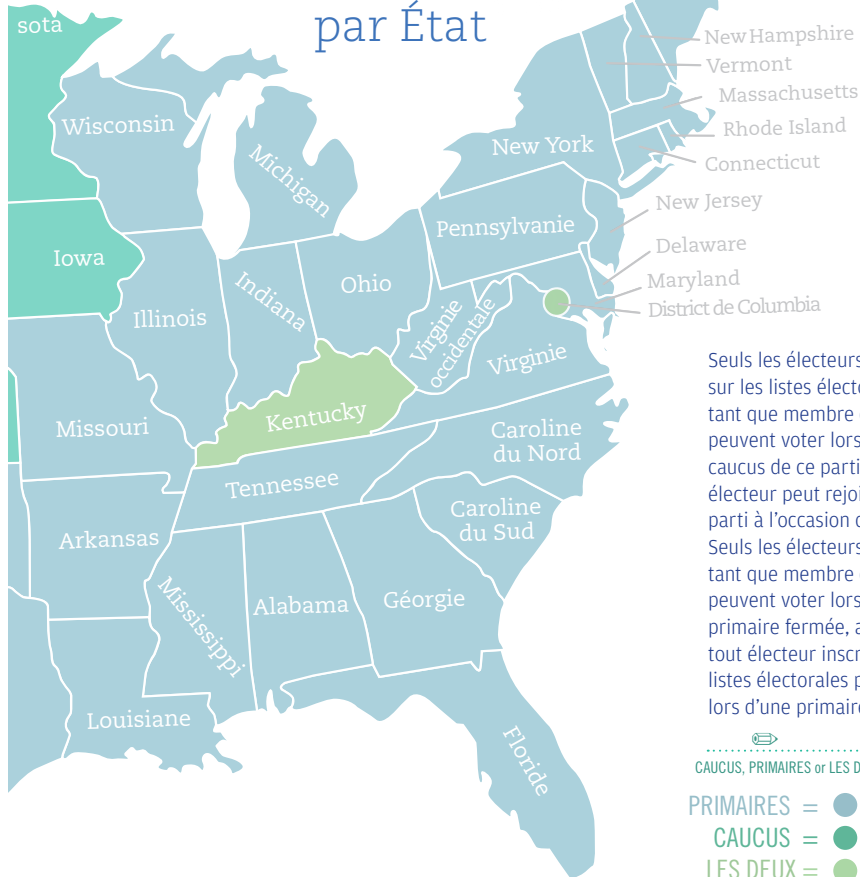 par État
sota
Wisconsin
Michigan
New York
New Hampshire
Vermont
Massachusetts
Rhode Island
Connecticut
New Jersey
Delaware
Maryland
District de Columbia
Pennsylvanie
Iowa
Illinois
Indiana
Ohio
Virginie
occidentale
Virginie
Kentucky
Missouri
Caroline
du Nord
Tennessee
Caroline
du Sud
Arkansas
Mississippi
Alabama
Géorgie
Louisiane
Floride
Seuls les électeurs
sur les listes élect
tant que membre
peuvent voter lors
caucus de ce parti
électeur peut rejoi
parti à l’occasion
Seuls les électeurs
tant que membre
peuvent voter lors
primaire fermée, a
tout électeur inscr
listes électorales p
lors d’une primaire
CAUCUS, PRIMAIRES or LES D
PRIMAIRES =
CAUCUS =
LES DEUX =